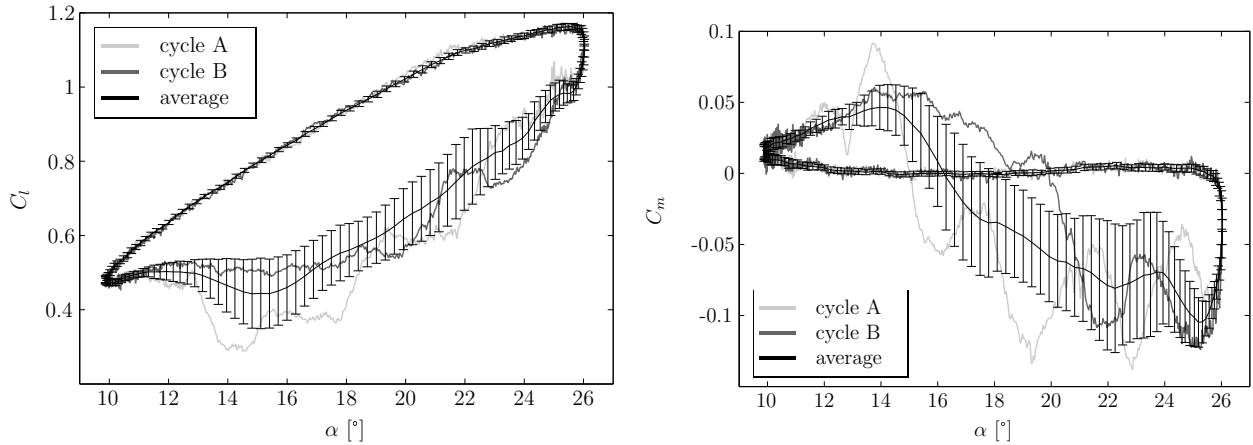 1.2
1
0.8
0.6
0.4
C_l
10 12 14 16 18 20 22 24 26
α [°]
cycle A
cycle B
average
0.1
0.05
0
-0.05
-0.1
C_m
10 12 14 16 18 20 22 24 26
α [°]
cycle A
cycle B
average